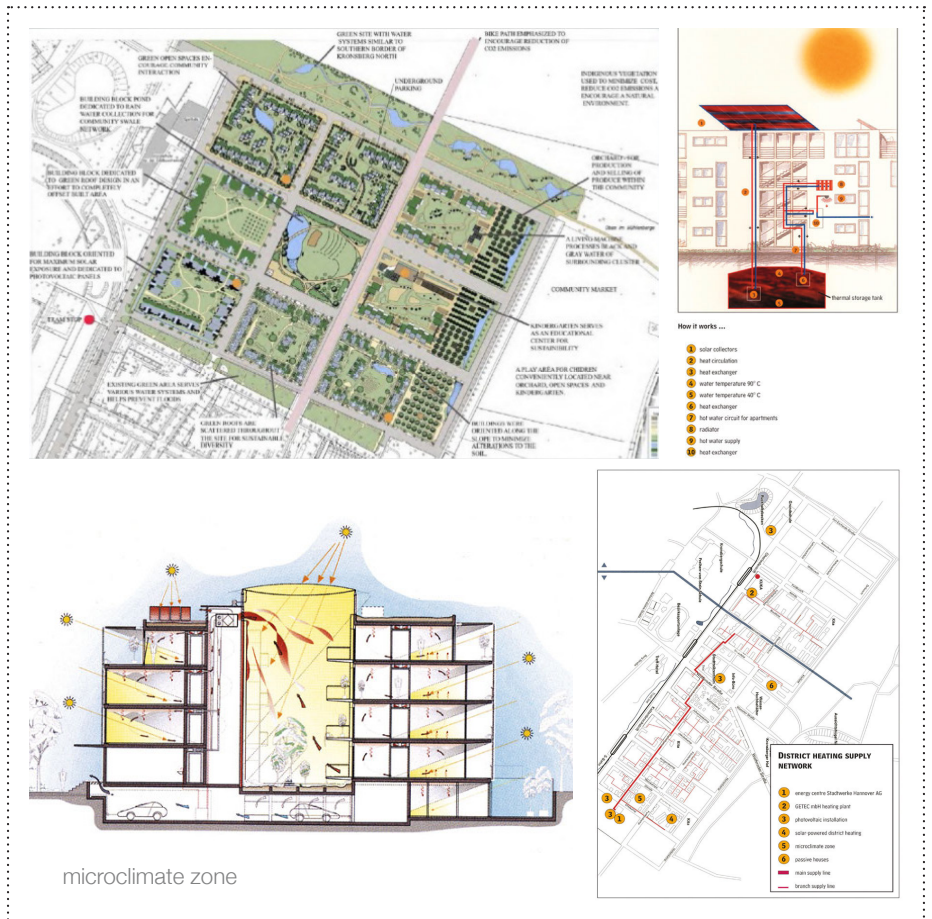 GREEN SITE WITH WATER
SYSTEMS SIMILAR TO
SOUTHERN BORDER OF
KRONSBERG NORTH
BIKE PATH EMPHASIZED TO
ENCOURAGE REDUCTION OF
CO2 EMISSIONS
GREEN OPEN SPACES EN-
COURAGE COMMUNITY
INTERACTION
UNDERGROUND
PARKING
INDIGENOUS VEGETATION
USED TO MINIMIZE COST,
REDUCE CO2 EMISSIONS A
ENCOURAGE A NATURAL
ENVIRONMENT.
BUILDING BLOCK POND
DEDICATED TO RAIN
WATER COLLECTION FOR
COMMUNITY SWALE
NETWORK
ORCHARD - FOR
PRODUCTION
AND SELLING OF
PRODUCE WITHIN
THE COMMUNITY
BUILDING BLOCK DEDICATED
TO GREEN ROOF DESIGN IN AN
EFFORT TO COMPLETELY
OFFSET BUILT AREA
A LIVING MACHINE
PROCESSES BLACK AND
GRAY WATER OF
SURROUNDING CLUSTER
BUILDING BLOCK ORIENTED
FOR MAXIMUM SOLAR
EXPOSURE AND DEDICATED TO
PHOTOVOLTAIC PANELS
COMMUNITY MARKET
TRAM STOP
KINDERGARTEN SERVES
AS AN EDUCATIONAL
CENTER FOR
SUSTAINABILITY
A PLAY AREA FOR CHIDREN
CONVENIENTLY LOCATED NEAR
ORCHARD, OPEN SPACES AND
KINDERGARTEN.
EXISTING GREEN AREA SERVES
VARIOUS WATER SYSTEMS AND
HELPS PREVENT FLOODS
GREEN ROOFS ARE
SCATTERED THROUGHOUT
THE SITE FOR SUSTAINABLE
DIVERSITY
BUILDINGS WERE
ORIENTED ALONG THE
SLOPE TO MINIMIZE
ALTERATIONS TO THE
SOIL.
thermal storage tank
How it works ...
1 solar collectors
2 heat circulation
3 heat exchanger
4 water temperature 90° C
5 water temperature 40° C
6 heat exchanger
7 hot water circuit for apartments
8 radiator
9 hot water supply
10 heat exchanger
microclimate zone
DISTRICT HEATING SUPPLY
NETWORK
1 energy centre Stadtwerke Hannover AG
2 GETEC mbH heating plant
3 photovoltaic installation
4 solar powered district heating
5 microclimate zone
6 passive houses
main supply line
branch supply line